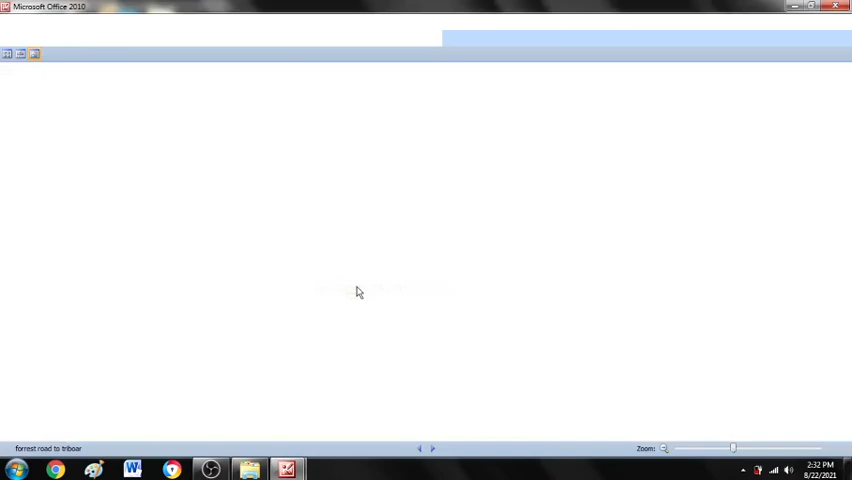 Microsoft Office 2010
forrest road to triboar
Zoom:
2:32 PM
8/22/2021